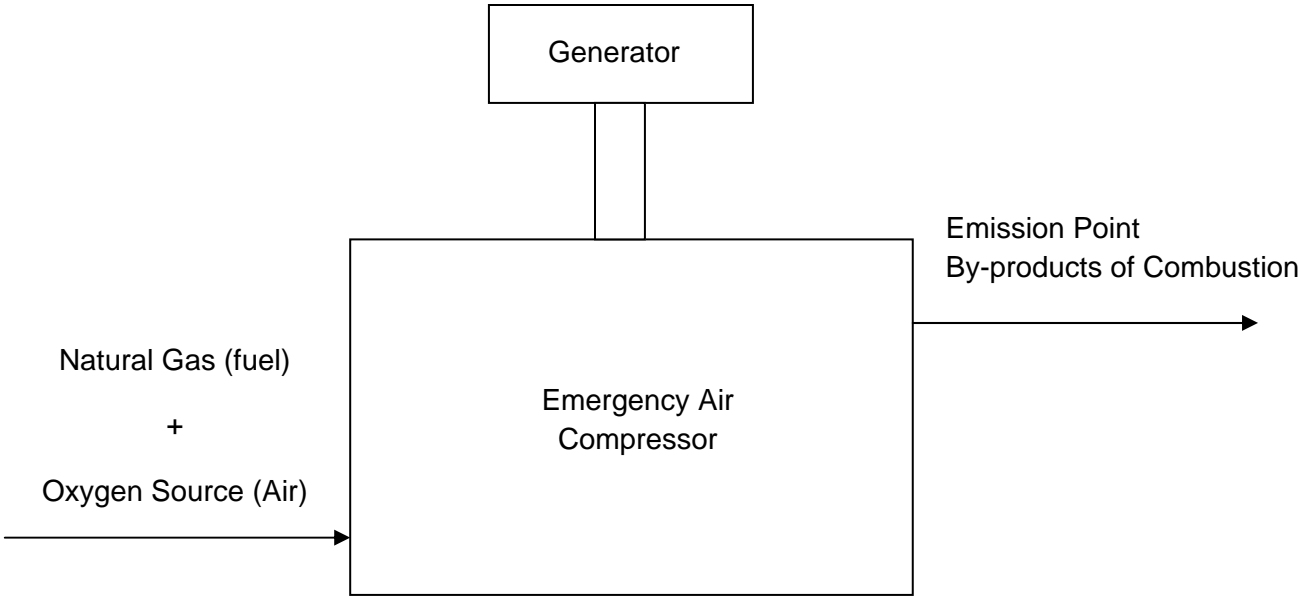 Generator
Emission Point
By-products of Combustion
Natural Gas (fuel)
+
Oxygen Source (Air)
Emergency Air
Compressor